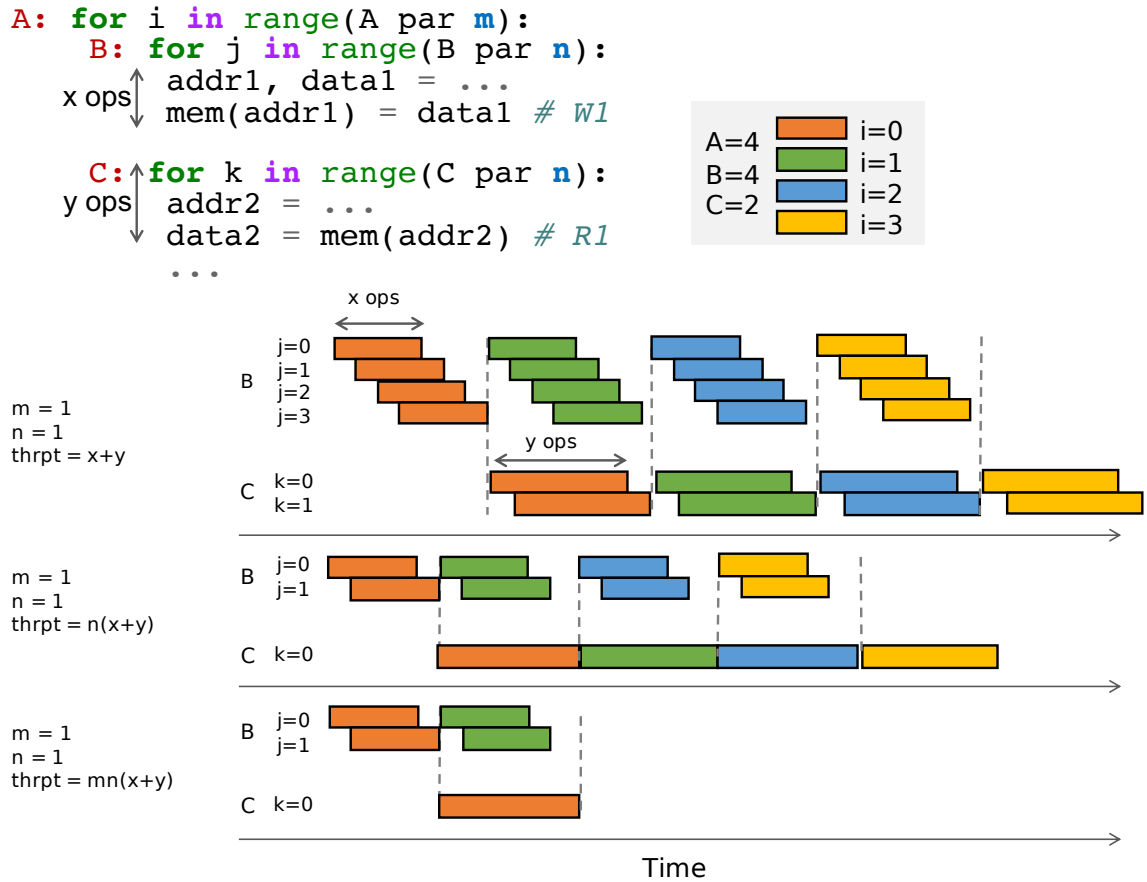 A: for i in range(A par m):
B: for j in range(B par n):
x ops
addr1, data1 = ...
mem(addr1) = data1 # W1
C: for k in range(C par n):
y ops
addr2 = ...
data2 = mem(addr2) # R1
...
A=4
B=4
C=2
i=0
i=1
i=2
i=3
x ops
m = 1
n = 1
thrpt = x+y
B
j=0
j=1
j=2
j=3
y ops
C
k=0
k=1
m = 1
n = 1
thrpt = n(x+y)
B
j=0
j=1
C k=0
m = 1
n = 1
thrpt = mn(x+y)
B
j=0
j=1
C k=0
Time